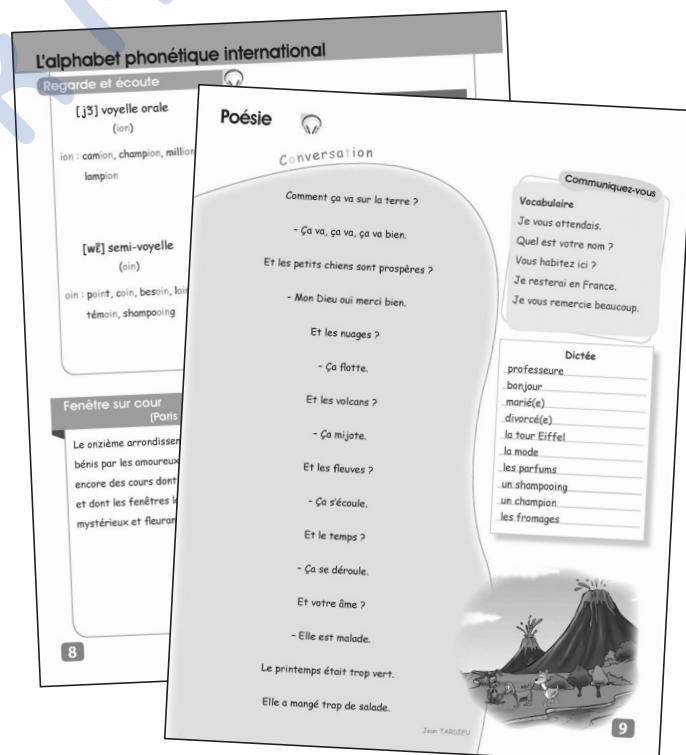 L'alphabet phonétique international
Regarde et écoute
[jɔ̃] voyelle orale
(ion)
ion : camion, champion, million
lampion
[wɛ̃] semi-voyelle
(oin)
oin : point, coin, besoin, loin
témoin, shampooing
Fenêtre sur cour
(Paris
Le onzième
bénis par les amoureux
encore des cours dont
et dont les fenêtres
mystérieux et
8
Poésie
Conversation
Comment ça va sur la terre ?
- Ça va, ça va, ça va bien.
Et les petits chiens sont prospères ?
- Mon Dieu oui merci bien.
Et les nuages ?
- Ça flotte.
Et les volcans ?
- Ça mijote.
Et les fleuves ?
- Ça s'écoule.
Et le temps ?
- Ça se déroule.
Et votre âme ?
- Elle est malade.
Le printemps était trop vert.
Elle a mangé trop de salade.
Jean TARDIEU
Communiquez-vous
Vocabulaire
Je vous attendais.
Quel est votre nom ?
Vous habitez ici ?
Je resterai en France.
Je vous remercie beaucoup.
Dictée
professeure
bonjour
marié(e)
divorcé(e)
la tour Eiffel
la mode
les parfums
un shampooing
un champion
les fromages
9